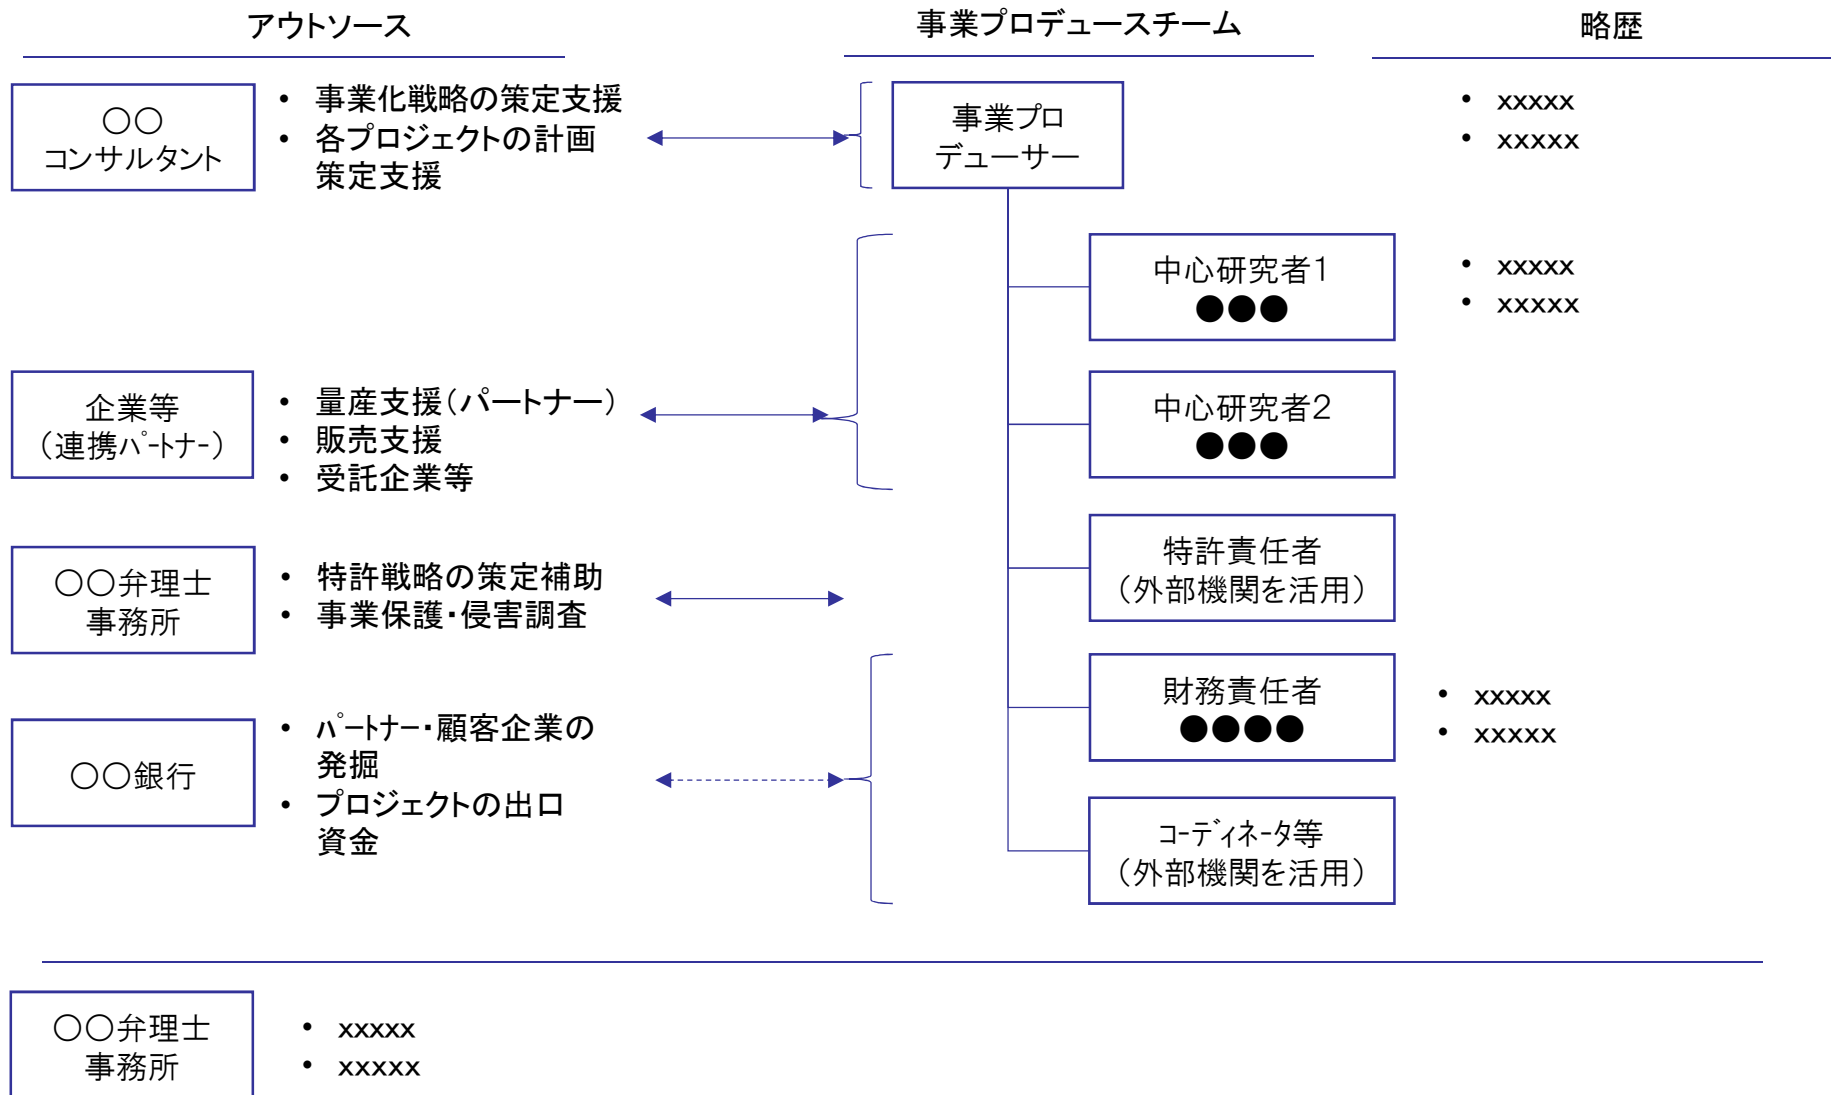 アウトソース
事業プロデュースチーム
略歴
○○
コンサルタント
• 事業化戦略の策定支援
• 各プロジェクトの計画
策定支援
事業プロ
デューサー
• xxxxx
• xxxxx
中心研究者1
●●●
• xxxxx
• xxxxx
企業等
（連携ﾊﾟｰﾄﾅｰ）
• 量産支援（パートナー）
• 販売支援
• 受託企業等
中心研究者2
●●●
○○弁理士
事務所
• 特許戦略の策定補助
• 事業保護・侵害調査
特許責任者
（外部機関を活用）
○○銀行
• ﾊﾟｰﾄﾅｰ・顧客企業の
発掘
• プロジェクトの出口
資金
財務責任者
●●●●
• xxxxx
• xxxxx
ｺｰﾃﾞｨﾈｰﾀ等
（外部機関を活用）
○○弁理士
事務所
• xxxxx
• xxxxx